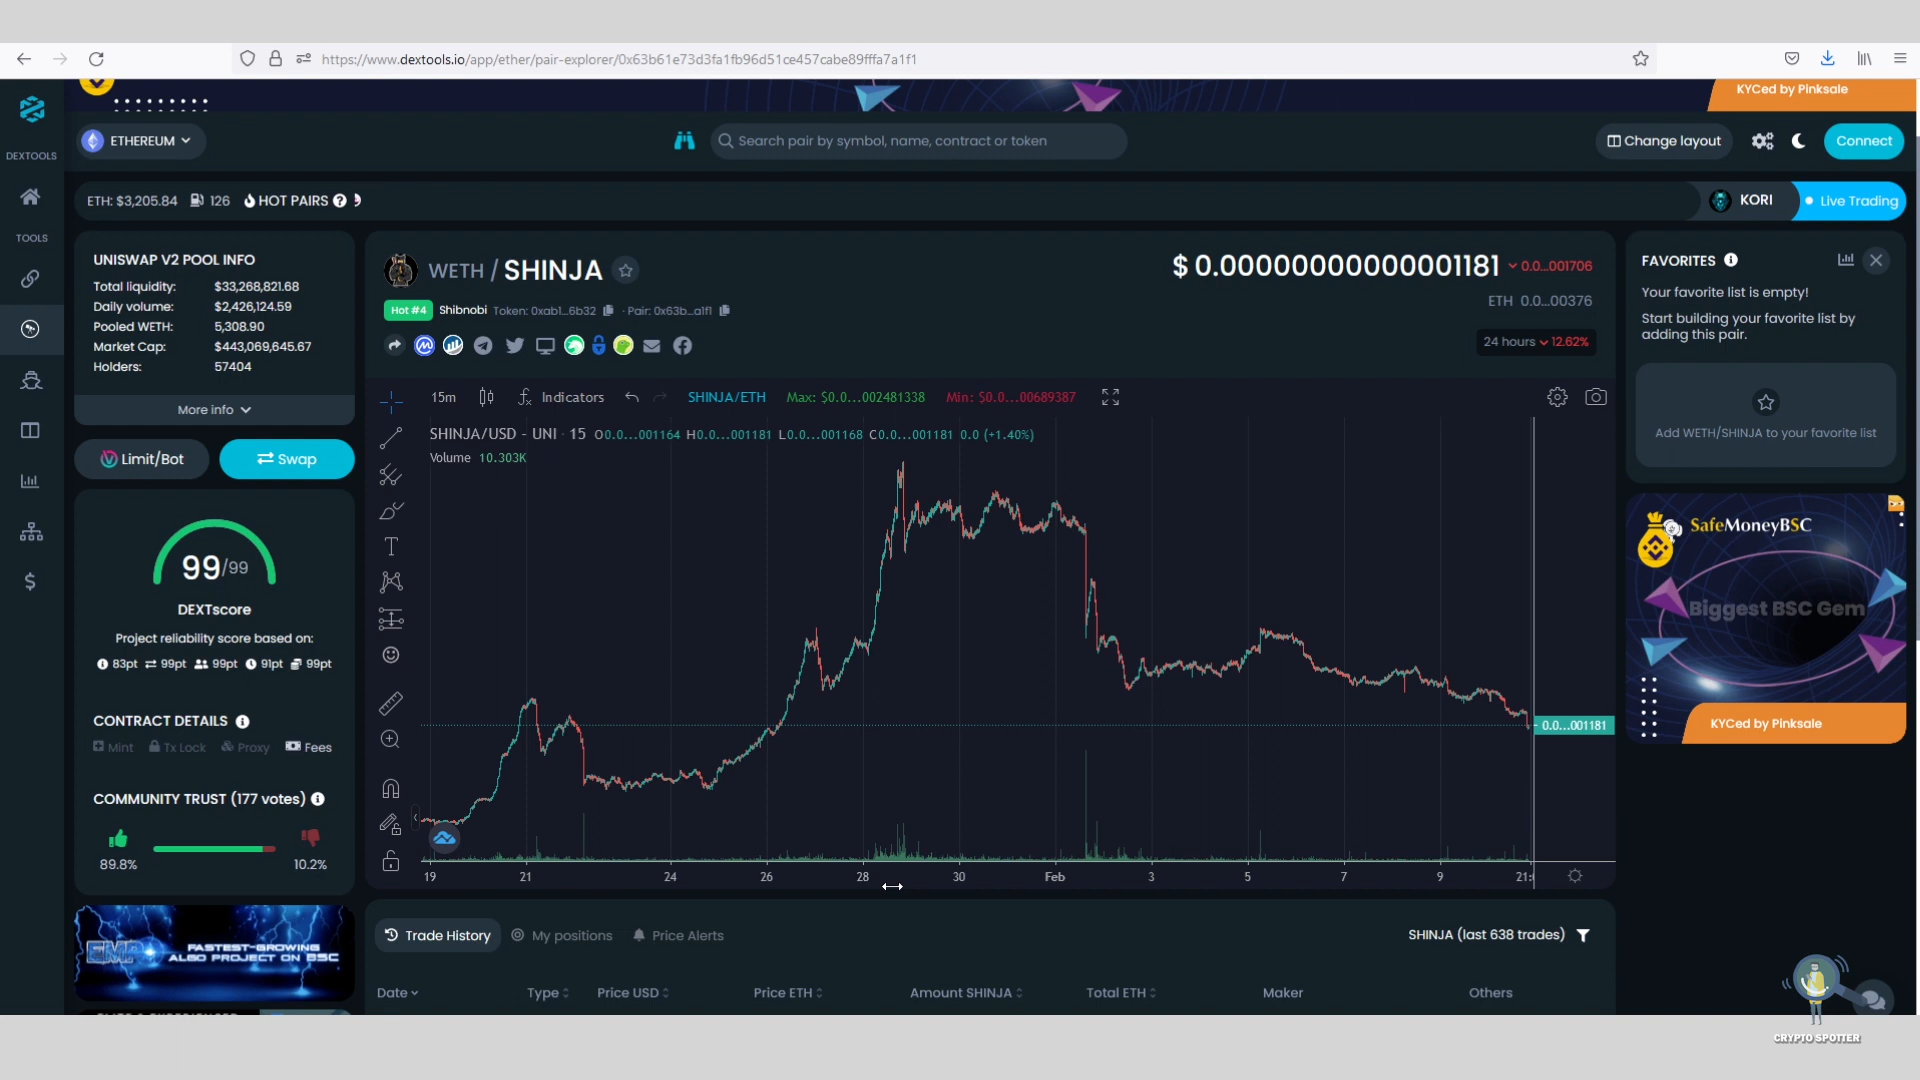 https://www.dextools.io/app/ether/pair-explorer/0x63b61e73d3fa1fb96d51ce457cabe89fffa7a1f1
KYCed by Pinksale
DEXTOOLS
ETHEREUM
Search pair by symbol, name, contract or token
Change layout
Connect
ETH: $3,205.84 126 HOT PAIRS
KORI
Live Trading
TOOLS
UNISWAP V2 POOL INFO
Total liquidity: $33,268,821.68
Daily volume: $2,426,124.59
Pooled WETH: 5,308.90
Market Cap: $443,069,645.67
Holders: 57404
More info
Limit/Bot
Swap
99/99
DEXTscore
Project reliability score based on:
83pt 99pt 99pt 91pt 99pt
CONTRACT DETAILS
Mint Tx Lock Proxy Fees
COMMUNITY TRUST (177 votes)
89.8% 10.2%
EMP FASTEST-GROWING
ALGO PROJECT ON BSC
WETH / SHINJA
$ 0.00000000000001181 0.0...001706
ETH 0.0...00376
Hot #4 Shibnobi Token: 0xab1...6b32 · Pair: 0x63b...a1f1
24 hours 12.62%
15m Indicators SHINJA/ETH Max: $0.0...002481338 Min: $0.0...00689387
SHINJA/USD - UNI · 15 O0.0...001164 H0.0...001181 L0.0...001168 C0.0...001181 0.0 (+1.40%)
Volume 10.303K
0.0...001181
19 21 24 26 28 30 Feb 3 5 7 9
Trade History My positions Price Alerts
SHINJA (last 638 trades)
Date Type Price USD Price ETH Amount SHINJA Total ETH Maker Others
FAVORITES
Your favorite list is empty!
Start building your favorite list by
adding this pair.
Add WETH/SHINJA to your favorite list
SafeMoneyBSC
Biggest BSC Gem
KYCed by Pinksale
CRYPTO SPOTTER